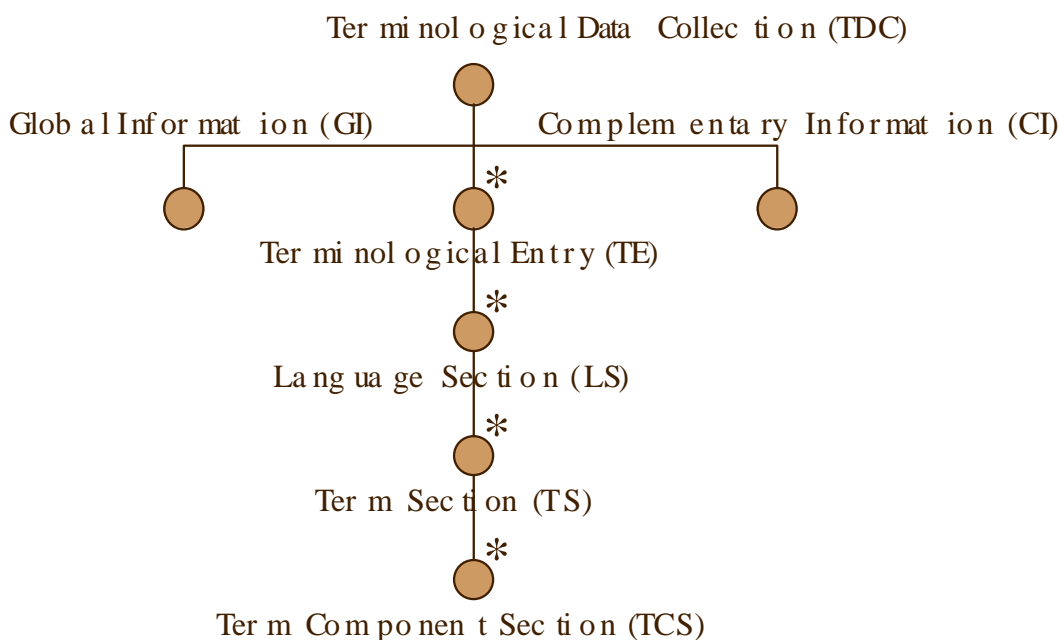 Terminological Data Collection (TDC)
Global Information (GI)
Complementary Information (CI)
*
Terminological Entry (TE)
*
Language Section (LS)
*
Term Section (TS)
*
Term Component Section (TCS)